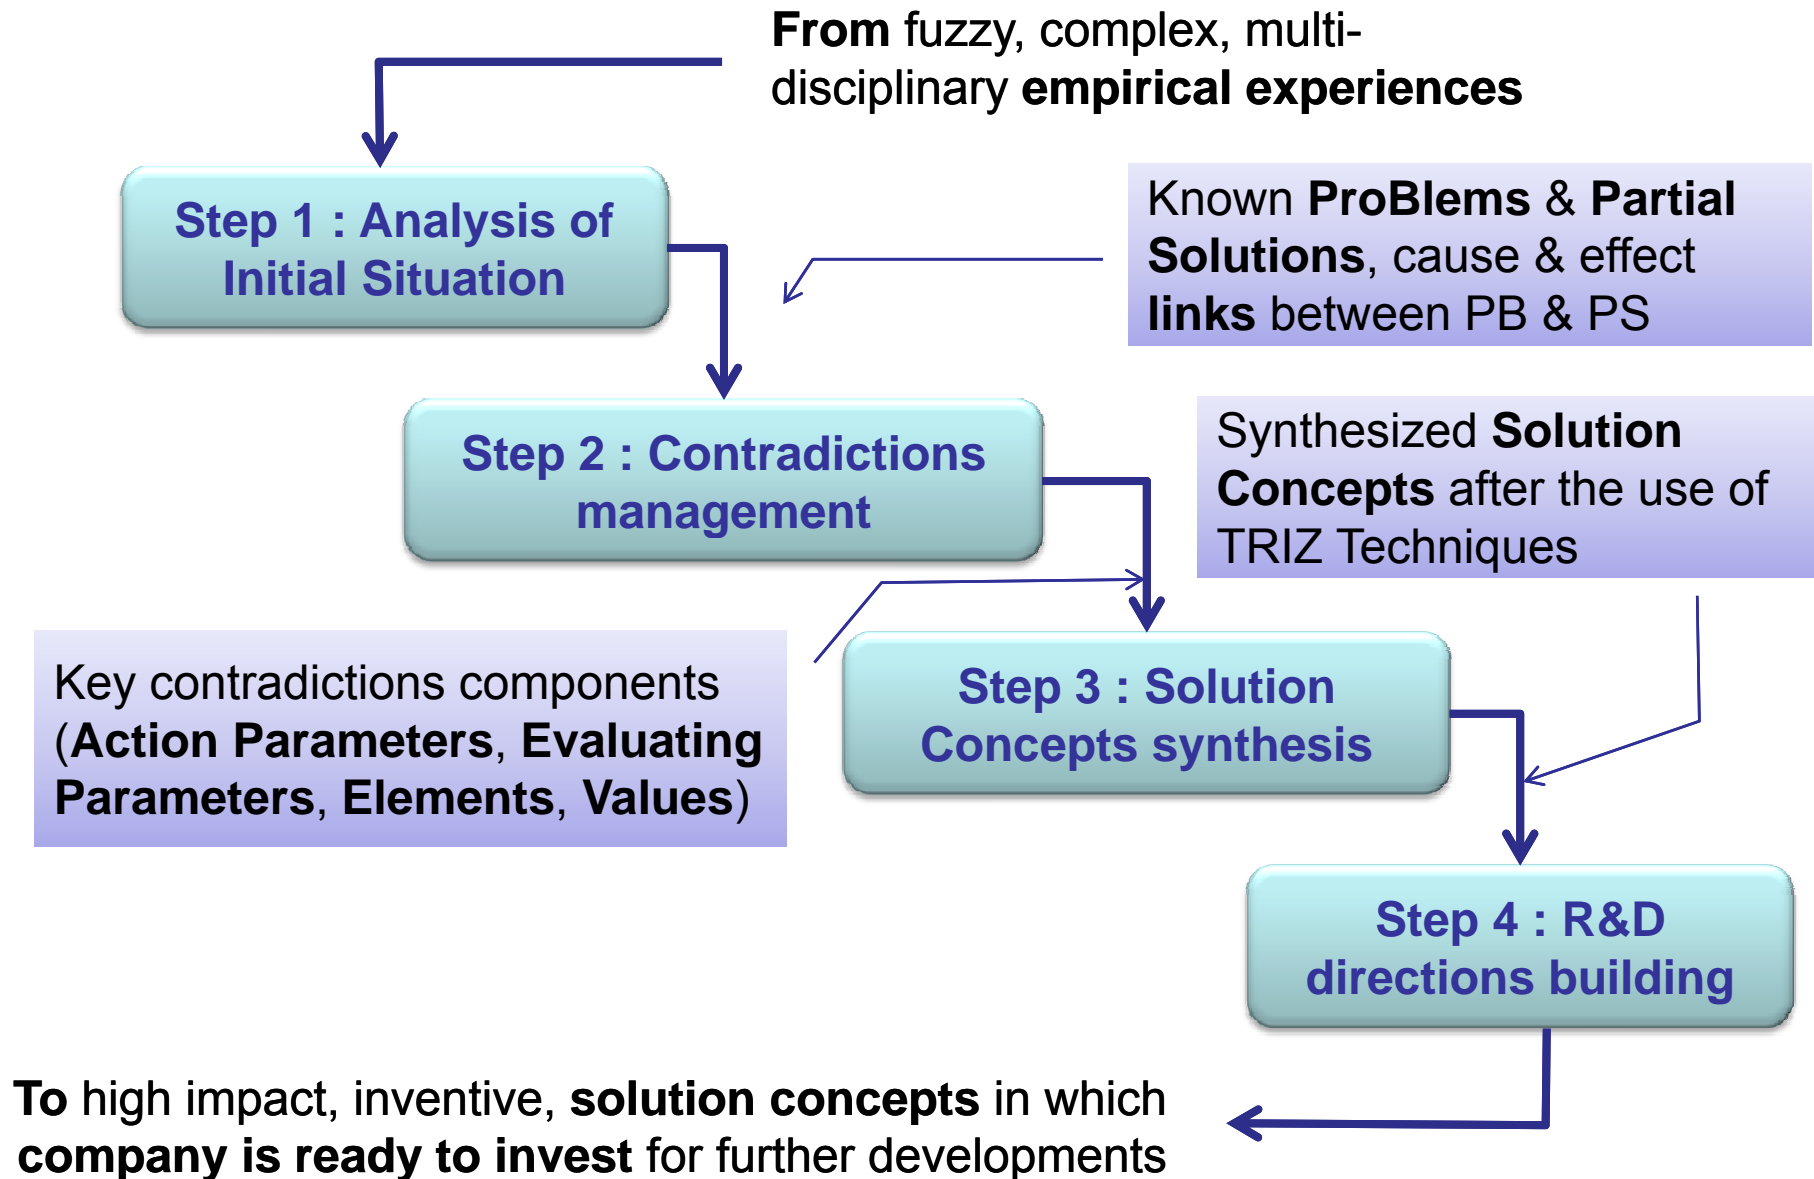 From fuzzy, complex, multi-
disciplinary empirical experiences
Step 1 : Analysis of
Initial Situation
Known ProBlems & Partial
Solutions, cause & effect
links between PB & PS
Step 2 : Contradictions
management
Synthesized Solution
Concepts after the use of
TRIZ Techniques
Key contradictions components
(Action Parameters, Evaluating
Parameters, Elements, Values)
Step 3 : Solution
Concepts synthesis
Step 4 : R&D
directions building
To high impact, inventive, solution concepts in which
company is ready to invest for further developments